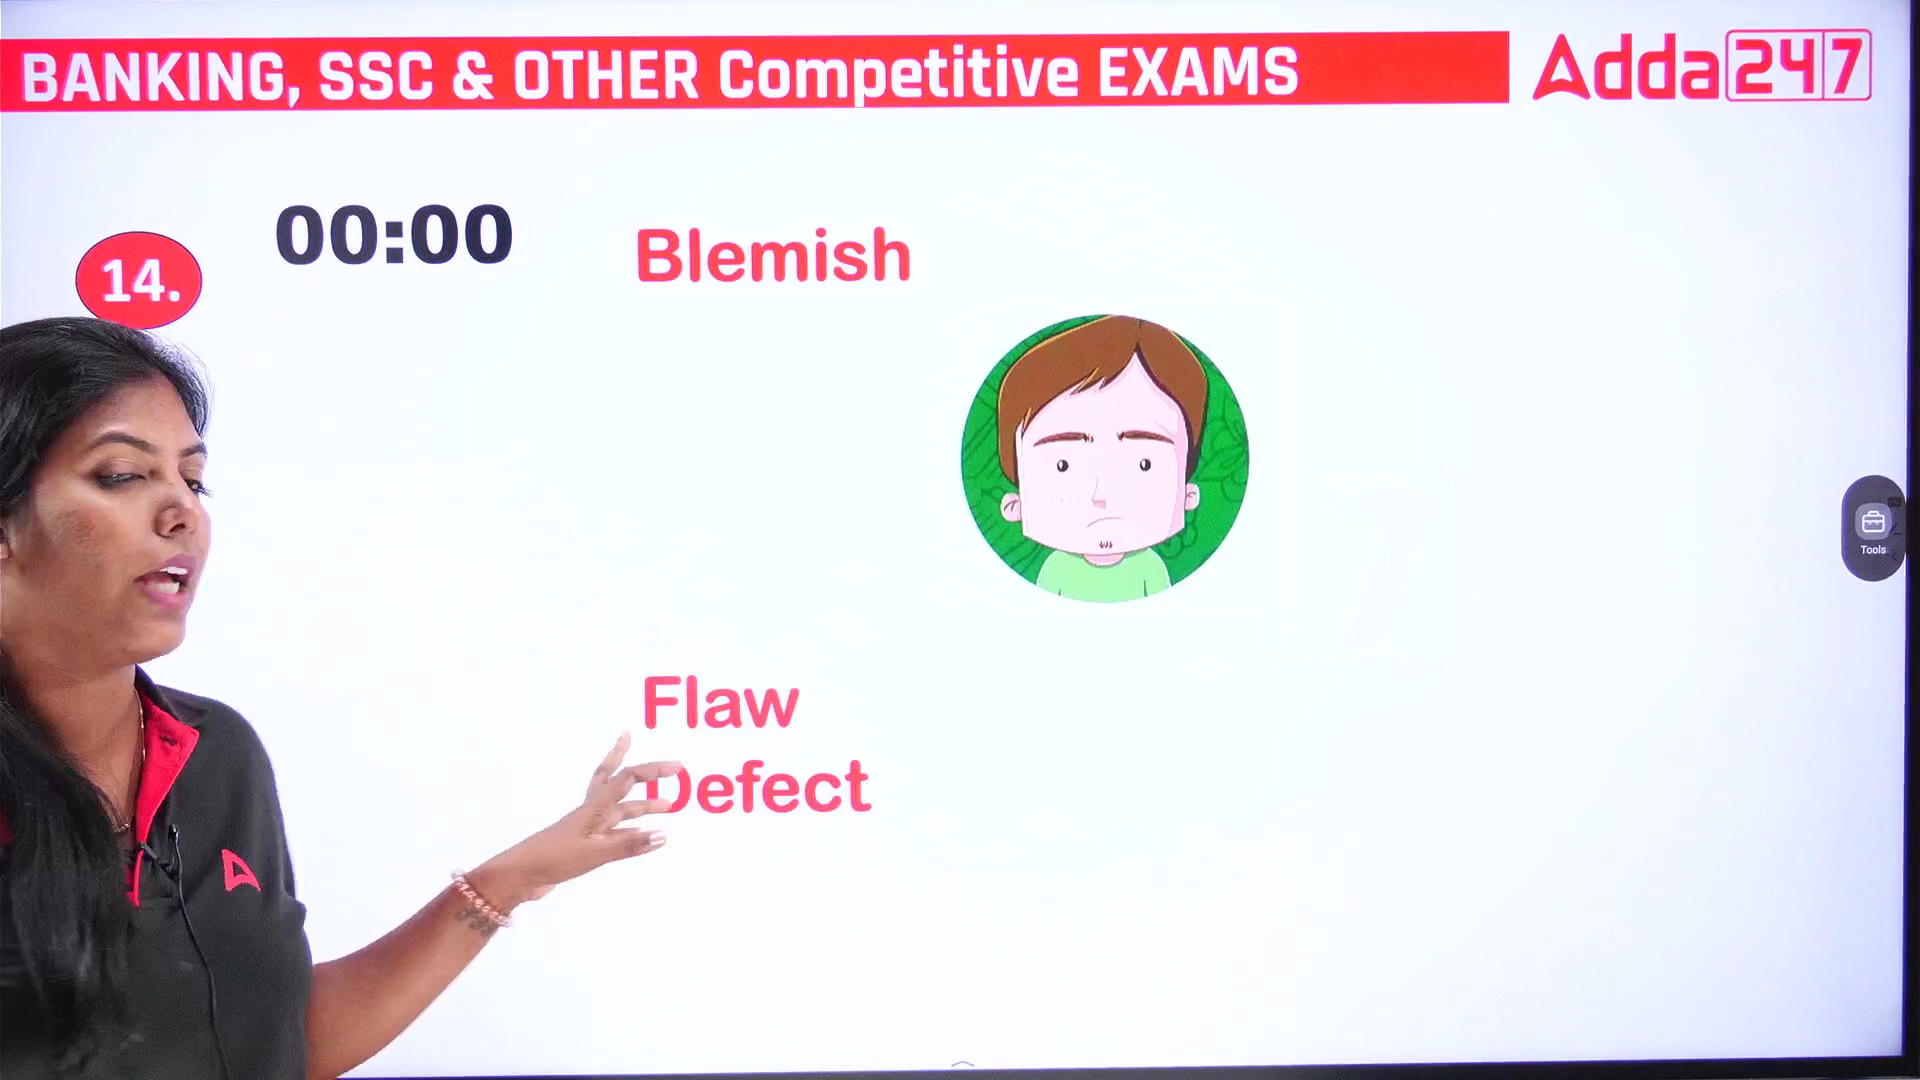 BANKING, SSC & OTHER Competitive EXAMS
Adda247
00:00
14.
Blemish
Tools
Flaw
Defect